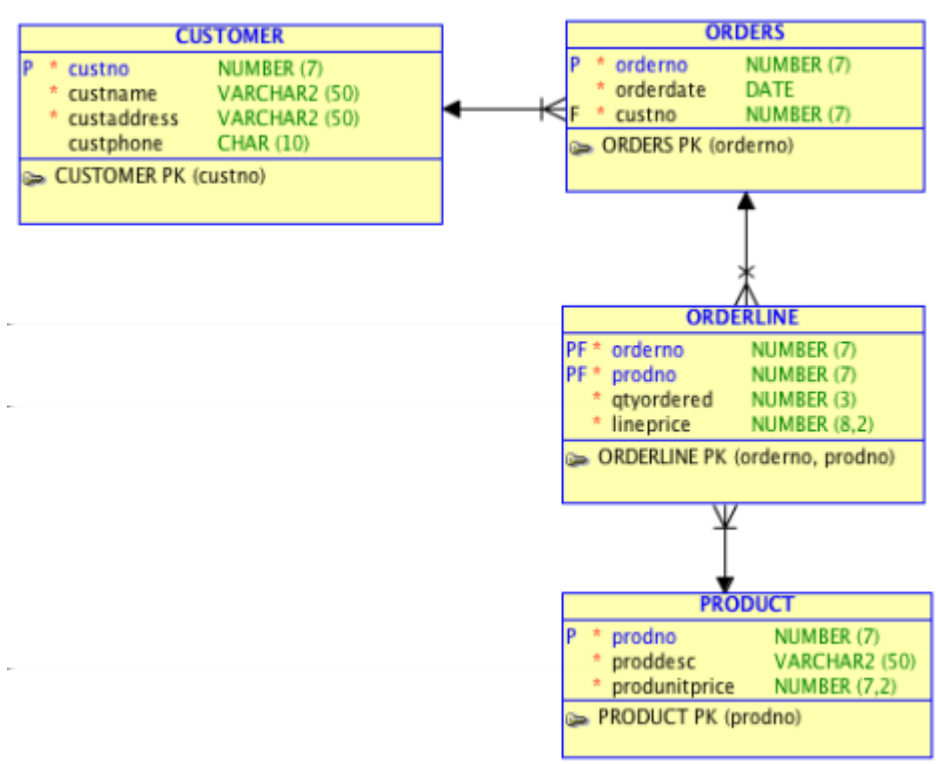 CUSTOMER
P * custno NUMBER (7)
* custname VARCHAR2 (50)
* custaddress VARCHAR2 (50)
custphone CHAR (10)
CUSTOMER PK (custno)
ORDERS
P * orderno NUMBER (7)
* orderdate DATE
F * custno NUMBER (7)
ORDERS PK (orderno)
ORDERLINE
PF * orderno NUMBER (7)
PF * prodno NUMBER (7)
* qtyordered NUMBER (3)
* lineprice NUMBER (8,2)
ORDERLINE PK (orderno, prodno)
PRODUCT
P * prodno NUMBER (7)
* proddesc VARCHAR2 (50)
* produnitprice NUMBER (7,2)
PRODUCT PK (prodno)